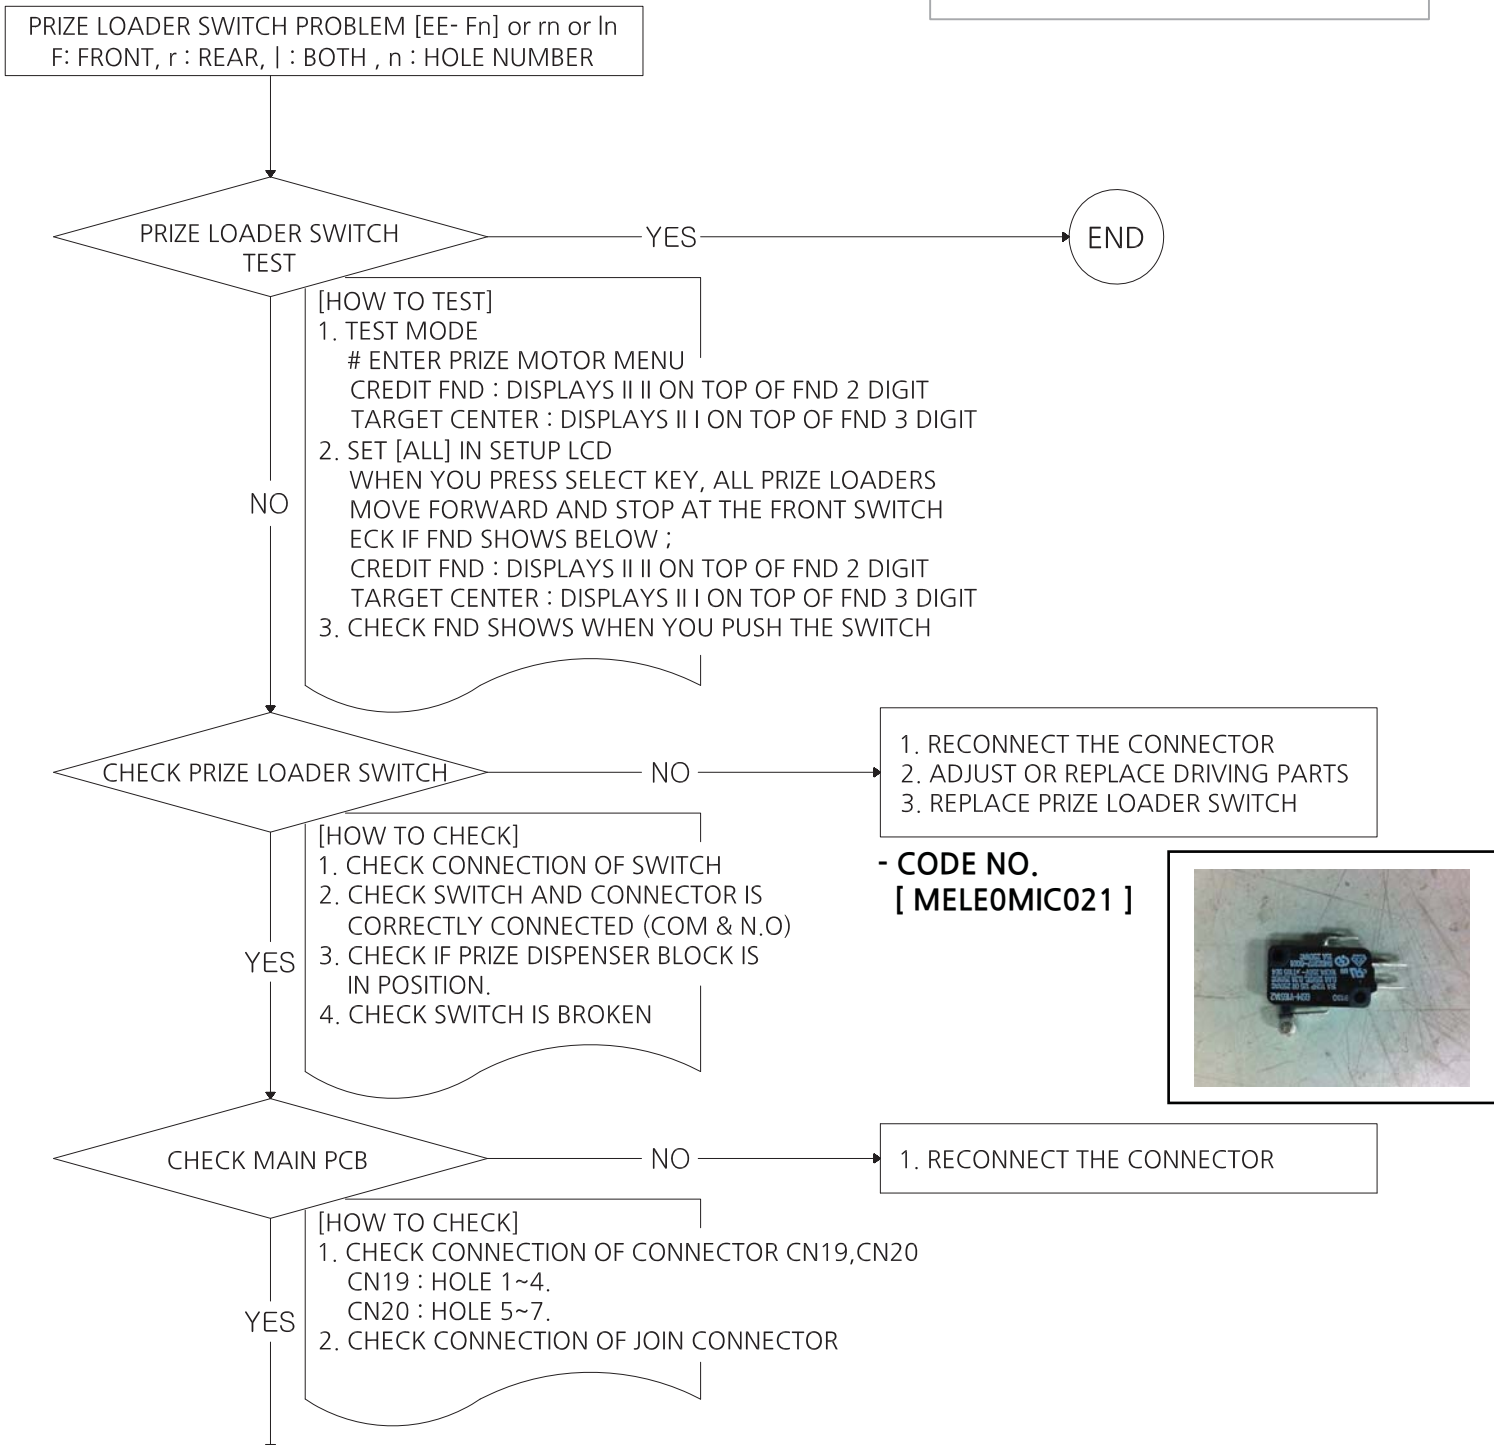 PRIZE LOADER SWITCH PROBLEM [EE- Fn] or rn or ln
F: FRONT, r : REAR, l : BOTH , n : HOLE NUMBER
PRIZE LOADER SWITCH
TEST
YES
END
[HOW TO TEST]
1. TEST MODE
# ENTER PRIZE MOTOR MENU
CREDIT FND : DISPLAYS II II ON TOP OF FND 2 DIGIT
TARGET CENTER : DISPLAYS II I ON TOP OF FND 3 DIGIT
2. SET [ALL] IN SETUP LCD
WHEN YOU PRESS SELECT KEY, ALL PRIZE LOADERS
MOVE FORWARD AND STOP AT THE FRONT SWITCH
ECK IF FND SHOWS BELOW ;
CREDIT FND : DISPLAYS II II ON TOP OF FND 2 DIGIT
TARGET CENTER : DISPLAYS II I ON TOP OF FND 3 DIGIT
3. CHECK FND SHOWS WHEN YOU PUSH THE SWITCH
NO
CHECK PRIZE LOADER SWITCH
NO
1. RECONNECT THE CONNECTOR
2. ADJUST OR REPLACE DRIVING PARTS
3. REPLACE PRIZE LOADER SWITCH
- CODE NO.
[ MELE0MIC021 ]
[HOW TO CHECK]
1. CHECK CONNECTION OF SWITCH
2. CHECK SWITCH AND CONNECTOR IS
CORRECTLY CONNECTED (COM & N.O)
3. CHECK IF PRIZE DISPENSER BLOCK IS
IN POSITION.
4. CHECK SWITCH IS BROKEN
YES
CHECK MAIN PCB
NO
1. RECONNECT THE CONNECTOR
[HOW TO CHECK]
1. CHECK CONNECTION OF CONNECTOR CN19,CN20
CN19 : HOLE 1~4.
CN20 : HOLE 5~7.
2. CHECK CONNECTION OF JOIN CONNECTOR
YES